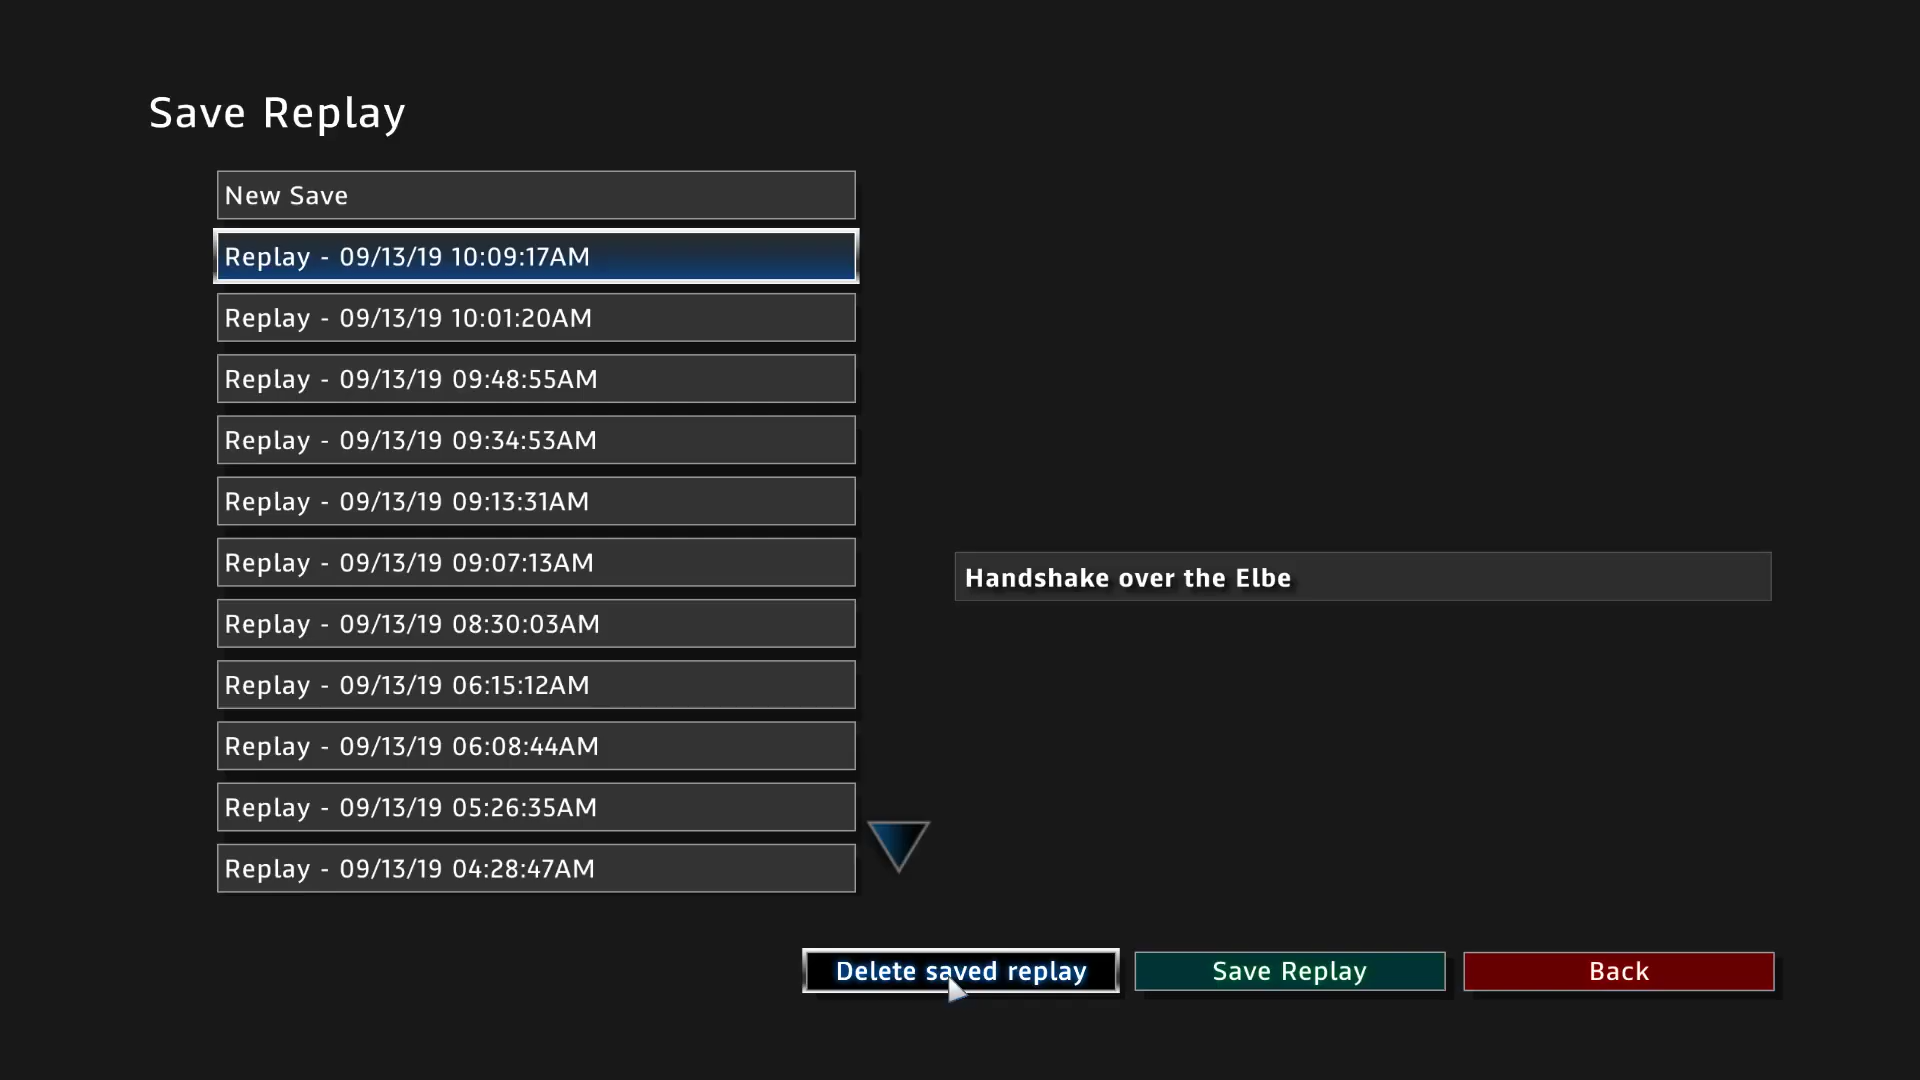 Save Replay
New Save
Replay - 09/13/19 10:09:17AM
Replay - 09/13/19 10:01:20AM
Replay - 09/13/19 09:48:55AM
Replay - 09/13/19 09:34:53AM
Replay - 09/13/19 09:13:31AM
Replay - 09/13/19 09:07:13AM
Replay - 09/13/19 08:30:03AM
Replay - 09/13/19 06:15:12AM
Replay - 09/13/19 06:08:44AM
Replay - 09/13/19 05:26:35AM
Replay - 09/13/19 04:28:47AM
Handshake over the Elbe
Delete saved replay
Save Replay
Back